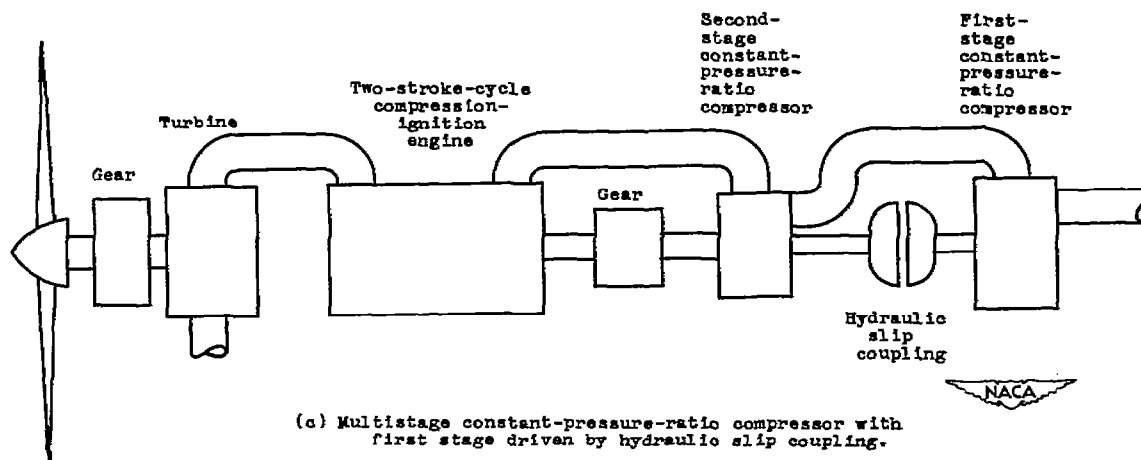 Second-
stage
constant-
pressure-
ratio
compressor
First-
stage
constant-
pressure-
ratio
compressor
Two-stroke-cycle
compression-
ignition
engine
Turbine
Gear
Gear
Hydraulic
slip
coupling
NACA
(a) Multistage constant-pressure-ratio compressor with
first stage driven by hydraulic slip coupling.